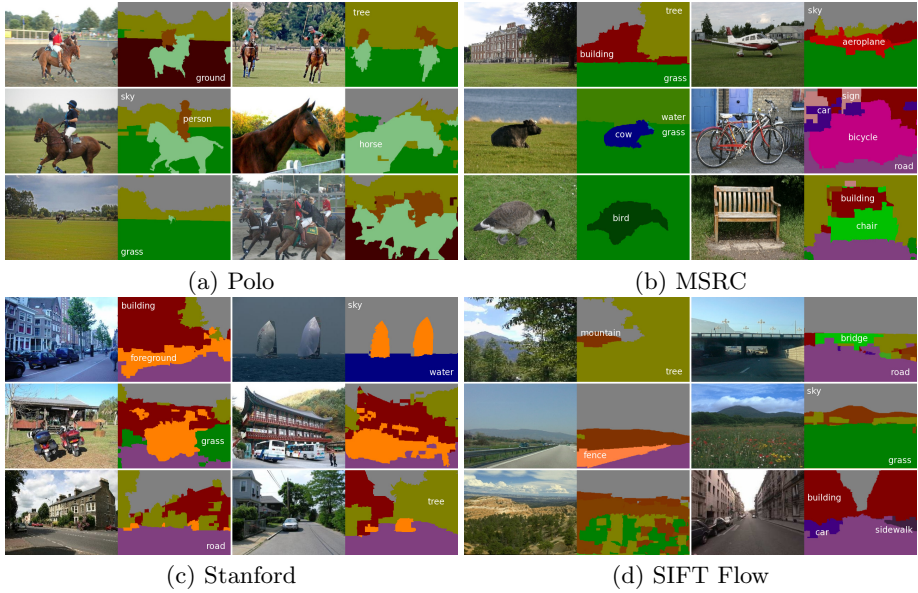 tree
ground
sky
person
horse
grass
(a) Polo
tree
building
grass
sky
aeroplane
water
grass
cow
sign
car
bicycle
road
bird
building
chair
(b) MSRC
building
foreground
sky
water
grass
road
tree
(c) Stanford
mountain
tree
bridge
road
fence
sky
grass
building
car
sidewalk
(d) SIFT Flow